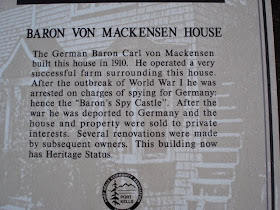 BARON VON MACKENSEN HOUSE
The German Baron Carl von Mackensen
built this house in 1910. He operated a very
successful farm surrounding this house.
After the outbreak of World War I he was
arrested on charges of spying for Germany:
hence the "Baron's Spy Castle". After the
war he was deported to Germany and the
house and property were sold to private
interests. Several renovations were made
by subsequent owners. This building now
has Heritage Status.
PORT
KELLS